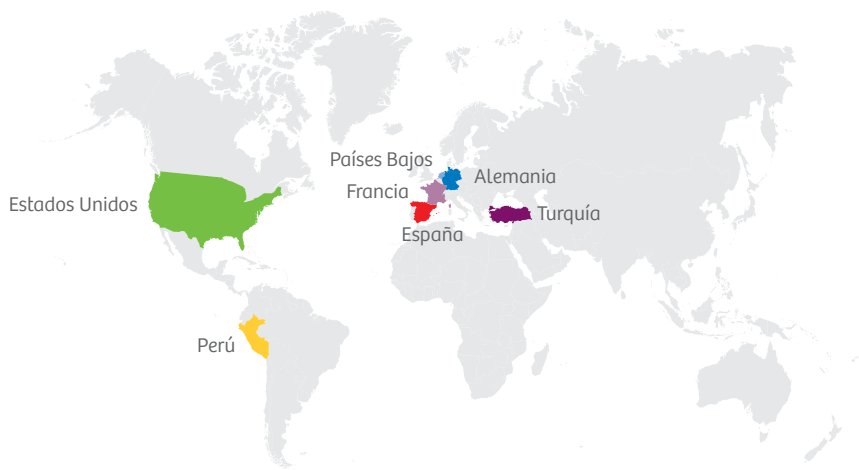 Países Bajos
Alemania
Francia
Estados Unidos
Turquía
España
Perú